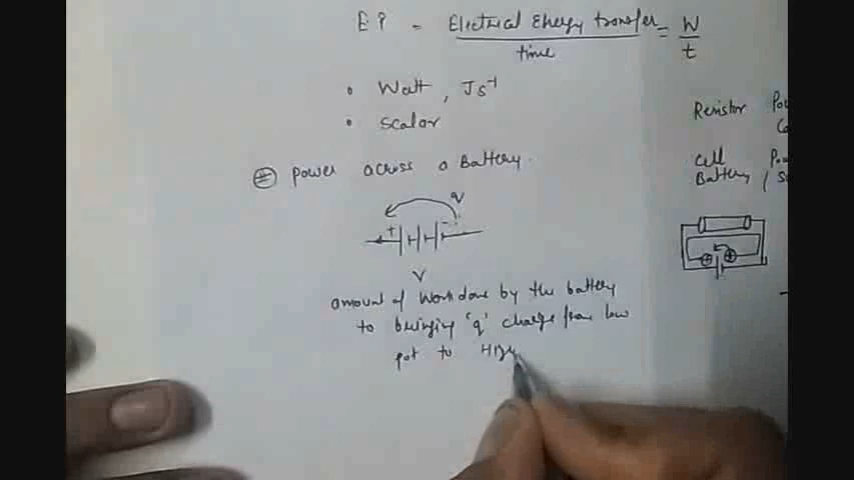 EP = Electrical Energy transfer / time = W / t
• Watt, Js⁻¹
• Scalar
Resistor
Cell
Battery /
# Power across a Battery.
q
+ -
V
amount of work done by the battery
to bringing 'q' charge from low
pot to High